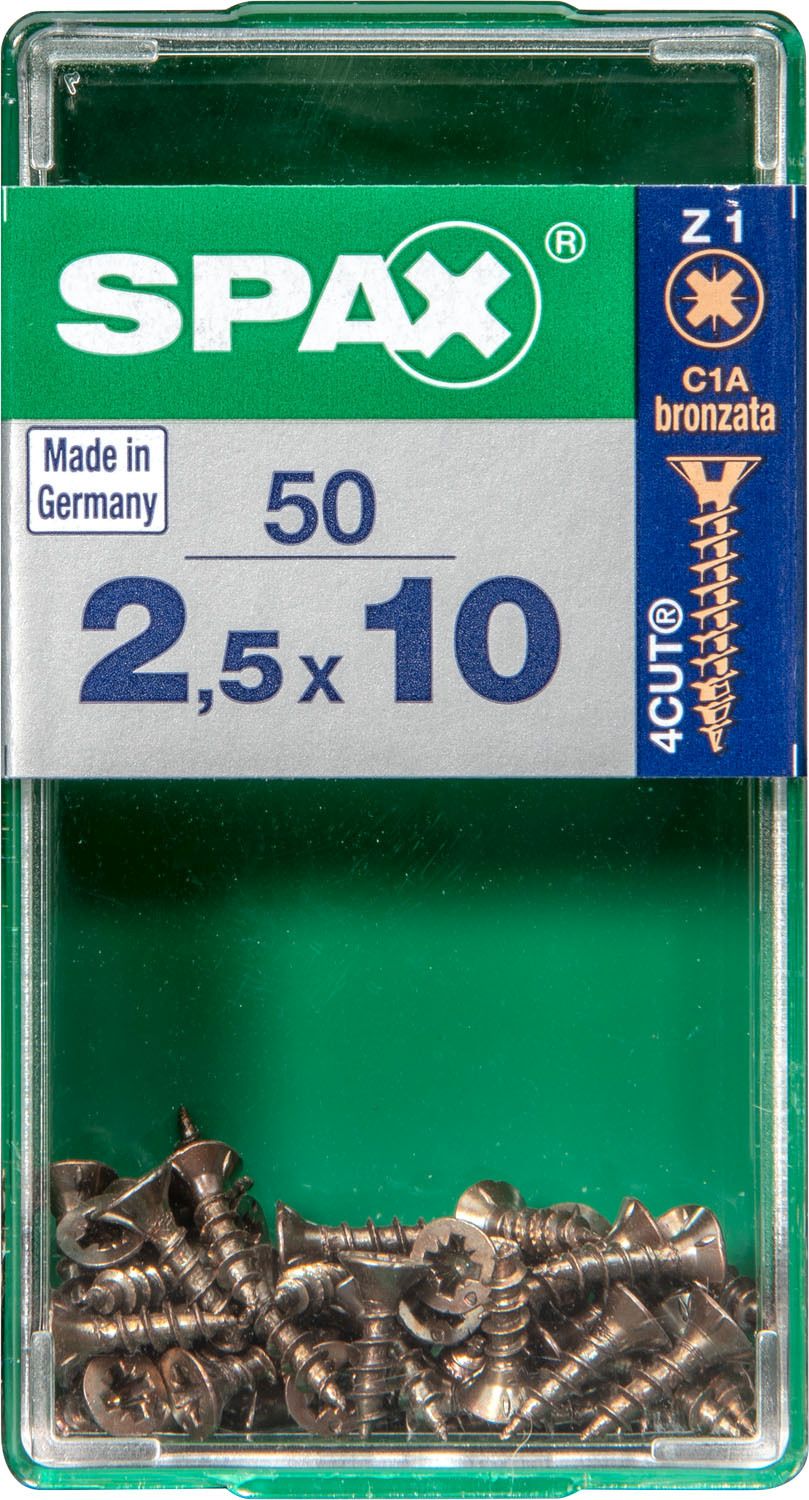 SPAX®
Made in
Germany
50
2,5 x 10
Z 1
C1A
bronzata
4CUT®